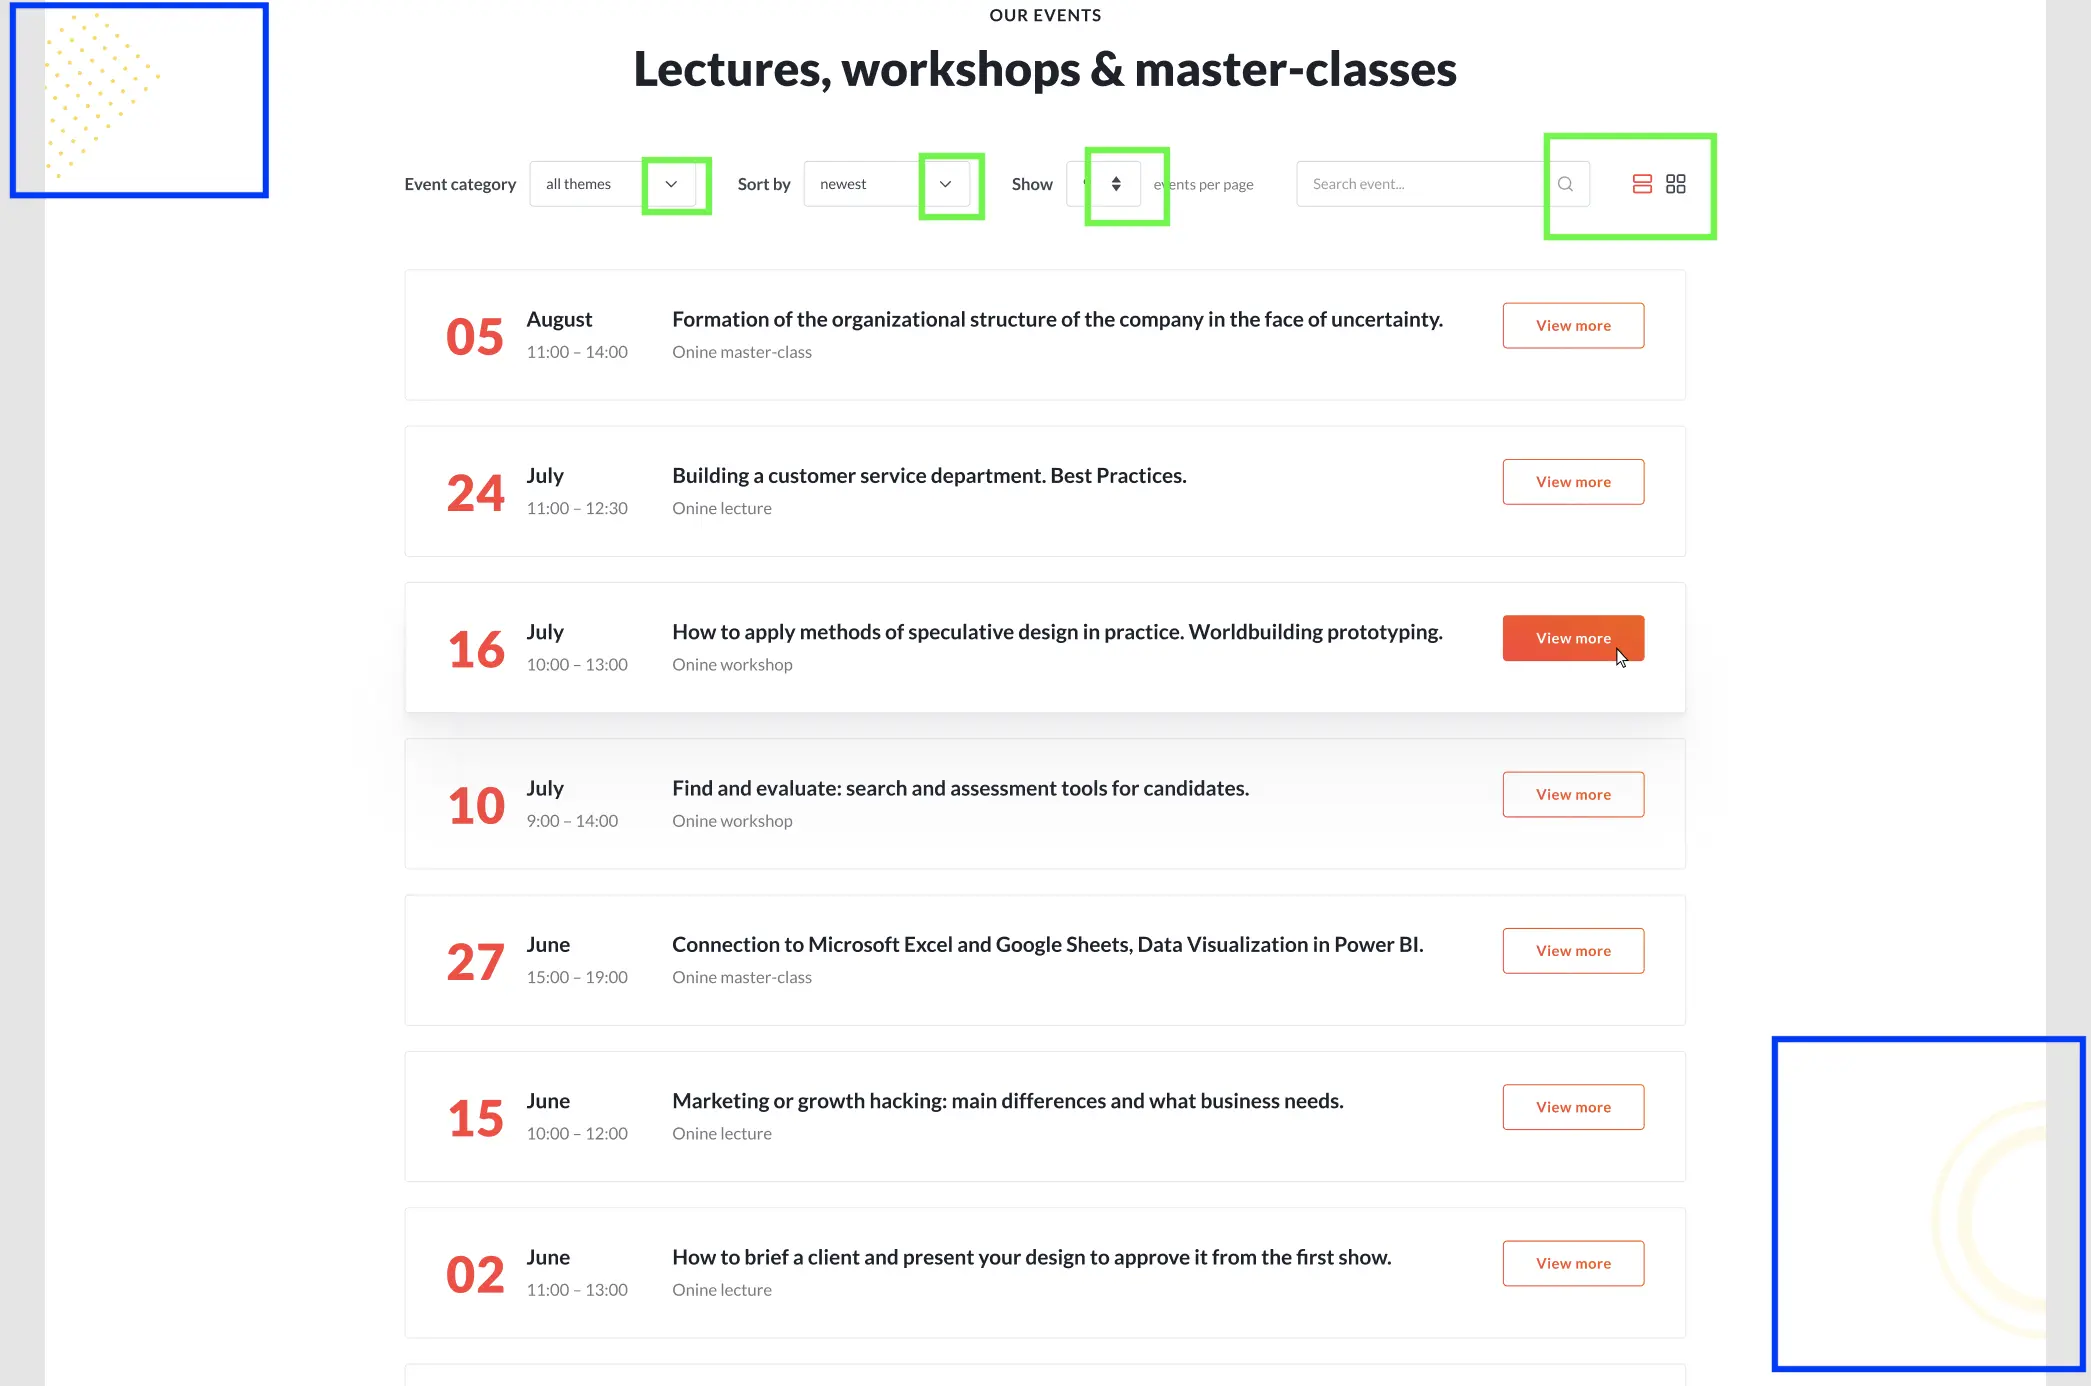 OUR EVENTS
Lectures, workshops & master-classes
Event category all themes Sort by newest Show events per page Search event...
05 August Formation of the organizational structure of the company in the face of uncertainty. View more
11:00 – 14:00 Onine master-class
24 July Building a customer service department. Best Practices. View more
11:00 – 12:30 Onine lecture
16 July How to apply methods of speculative design in practice. Worldbuilding prototyping. View more
10:00 – 13:00 Onine workshop
10 July Find and evaluate: search and assessment tools for candidates. View more
9:00 – 14:00 Onine workshop
27 June Connection to Microsoft Excel and Google Sheets, Data Visualization in Power BI. View more
15:00 – 19:00 Onine master-class
15 June Marketing or growth hacking: main differences and what business needs. View more
10:00 – 12:00 Onine lecture
02 June How to brief a client and present your design to approve it from the first show. View more
11:00 – 13:00 Onine lecture